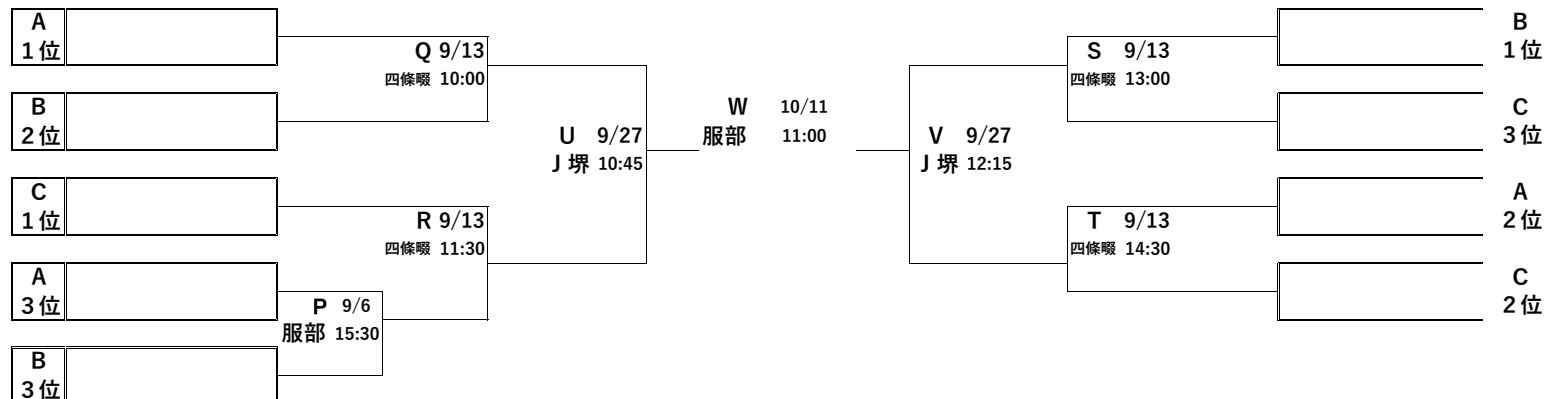 A
1位
Q 9/13
四條畷 10:00
B
2位
U 9/27
J堺 10:45
C
1位
R 9/13
四條畷 11:30
A
3位
P 9/6
服部 15:30
B
3位
W 10/11
服部 11:00
S 9/13
四條畷 13:00
B
1位
C
3位
V 9/27
J堺 12:15
T 9/13
四條畷 14:30
A
2位
C
2位